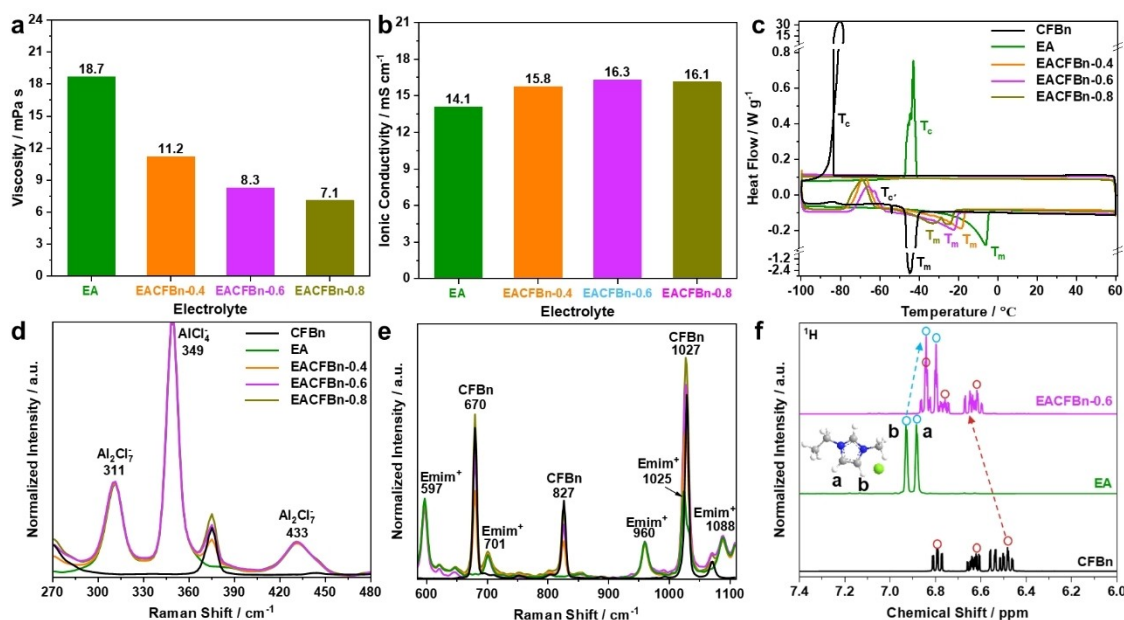 a
24
21
18
15
12
9
6
3
0
Viscosity / mPa s
18.7
11.2
8.3
7.1
EA
EACFBn-0.4
EACFBn-0.6
EACFBn-0.8
Electrolyte
b
24
21
18
15
12
9
6
3
0
Ionic Conductivity / mS cm⁻¹
14.1
15.8
16.3
16.1
EA
EACFBn-0.4
EACFBn-0.6
EACFBn-0.8
Electrolyte
c
30
15
0.8
0.6
0.4
0.2
0.0
-0.2
-1.2
-2.4
Heat Flow / W g⁻¹
CFBn
EA
EACFBn-0.4
EACFBn-0.6
EACFBn-0.8
Tc
Tc
Tc'
Tm
Tm
Tm
Tm
Tm
-100
-80
-60
-40
-20
0
20
40
60
Temperature / °C
d
Normalized Intensity / a.u.
AlCl₄⁻
349
Al₂Cl₇⁻
311
Al₂Cl₇⁻
433
CFBn
EA
EACFBn-0.4
EACFBn-0.6
EACFBn-0.8
270
300
330
360
390
420
450
480
Raman Shift / cm⁻¹
e
Normalized Intensity / a.u.
CFBn
1027
CFBn
670
CFBn
827
Emim⁺
597
Emim⁺
701
Emim⁺
960
Emim⁺
1025
Emim⁺
1088
600
700
800
900
1000
1100
Raman Shift / cm⁻¹
f
Normalized Intensity / a.u.
¹H
EACFBn-0.6
b
a
a
b
EA
CFBn
7.4
7.2
7.0
6.8
6.6
6.4
6.2
6.0
Chemical Shift / ppm